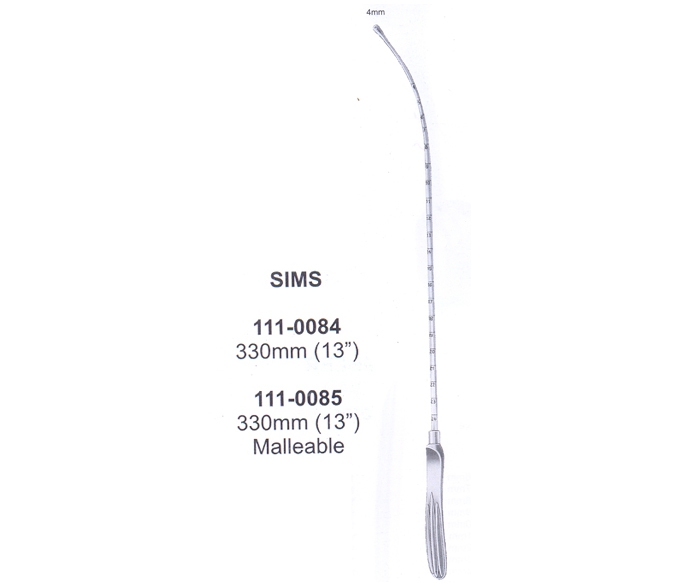 4mm
SIMS
111-0084
330mm (13”)
111-0085
330mm (13”)
Malleable